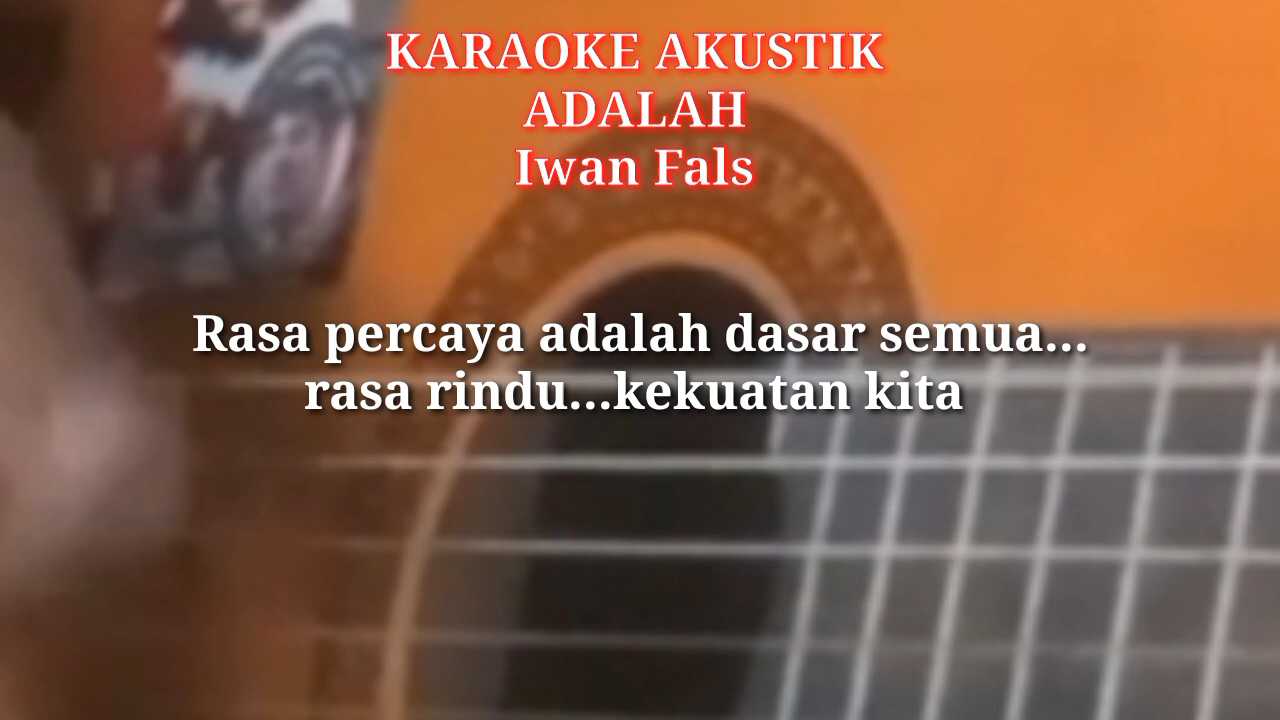 KARAOKE AKUSTIK
ADALAH
Iwan Fals
Rasa percaya adalah dasar semua...
rasa rindu...kekuatan kita